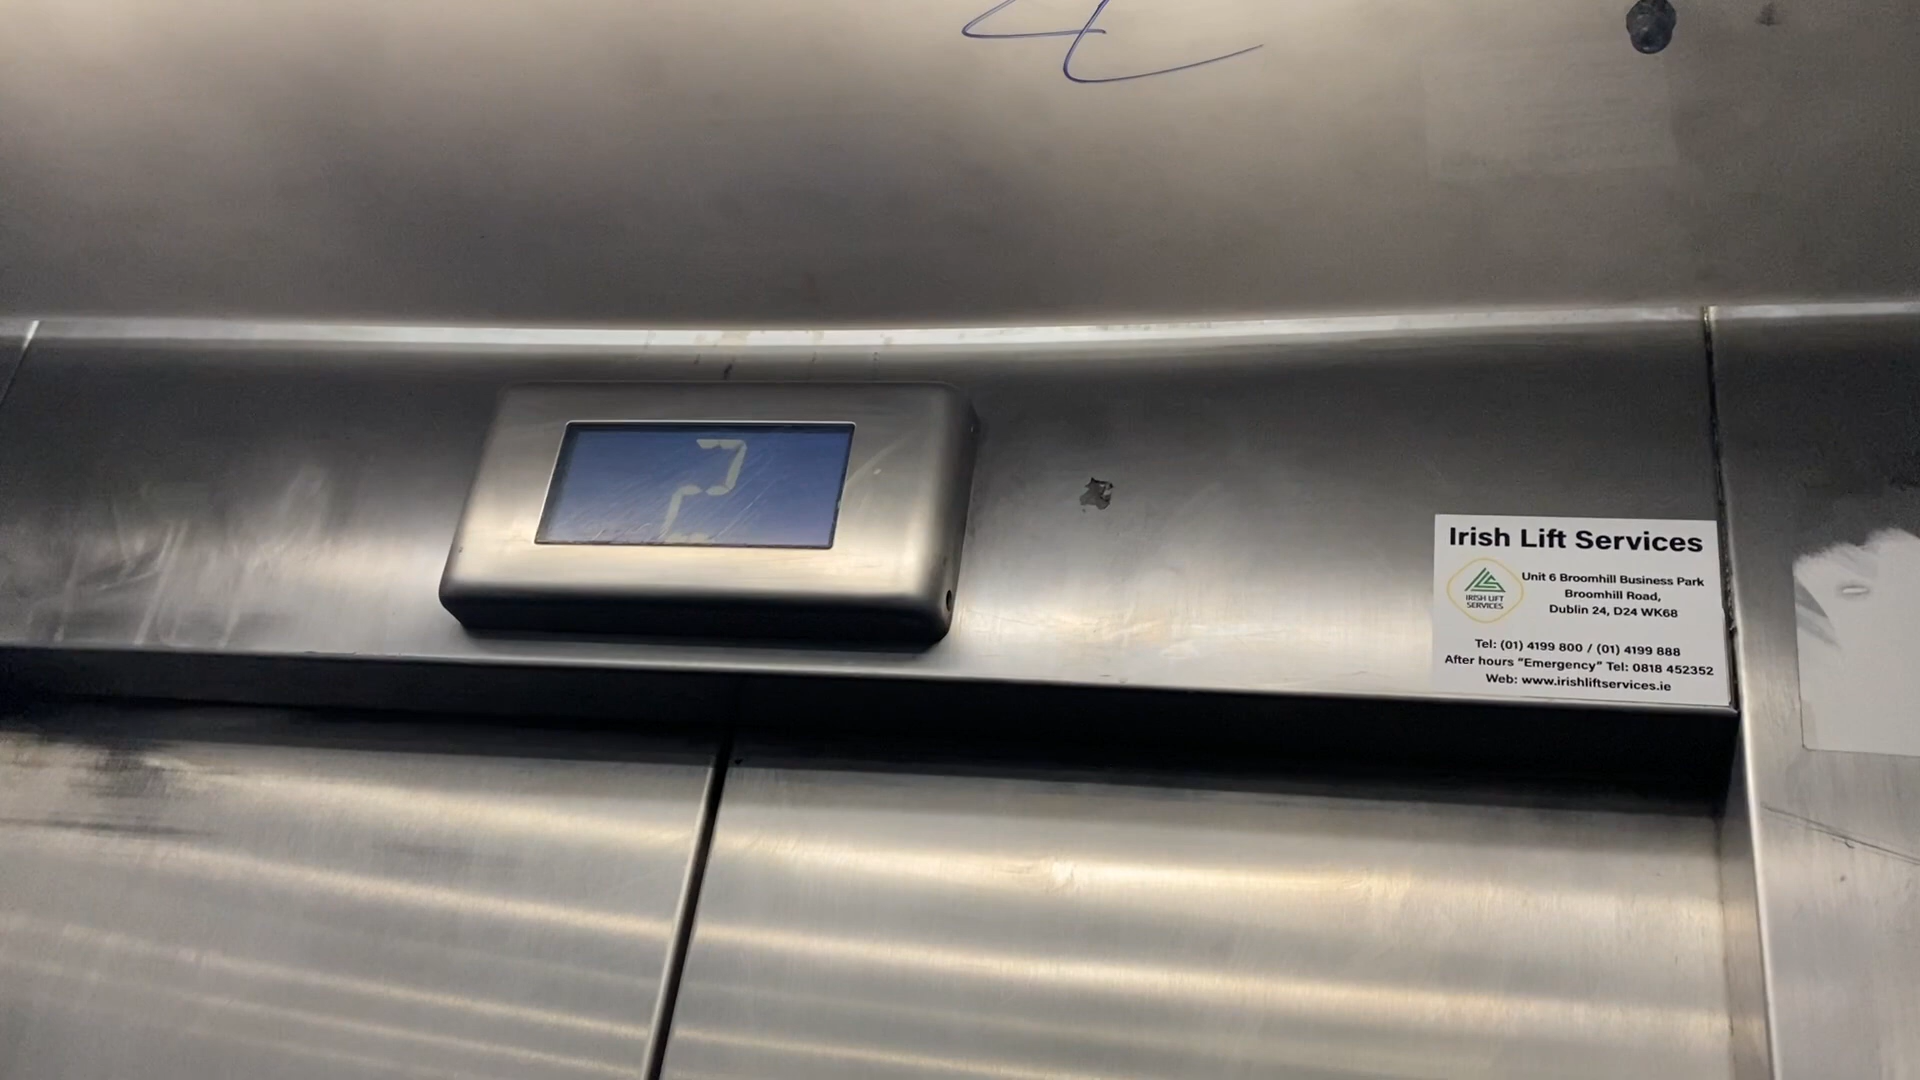 2
Irish Lift Services
IRISH LIFT
SERVICES
Unit 6 Broomhill Business Park
Broomhill Road,
Dublin 24, D24 WK68
Tel: (01) 4199 800 / (01) 4199 888
After hours “Emergency” Tel: 0818 452352
Web: www.irishliftservices.ie